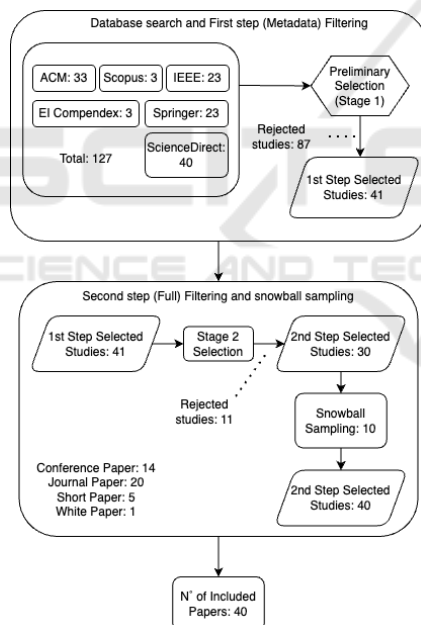 Database search and First step (Metadata) Filtering
ACM: 33
Scopus: 3
IEEE: 23
EI Compendex: 3
Springer: 23
Total: 127
ScienceDirect:
40
Preliminary
Selection
(Stage 1)
Rejected
studies: 87
1st Step Selected
Studies: 41
Second step (Full) Filtering and snowball sampling
1st Step Selected
Studies: 41
Stage 2
Selection
2nd Step Selected
Studies: 30
Rejected
studies: 11
Snowball
Sampling: 10
Conference Paper: 14
Journal Paper: 20
Short Paper: 5
White Paper: 1
2nd Step Selected
Studies: 40
N° of Included
Papers: 40
SCITE
CIENCE AND TEC